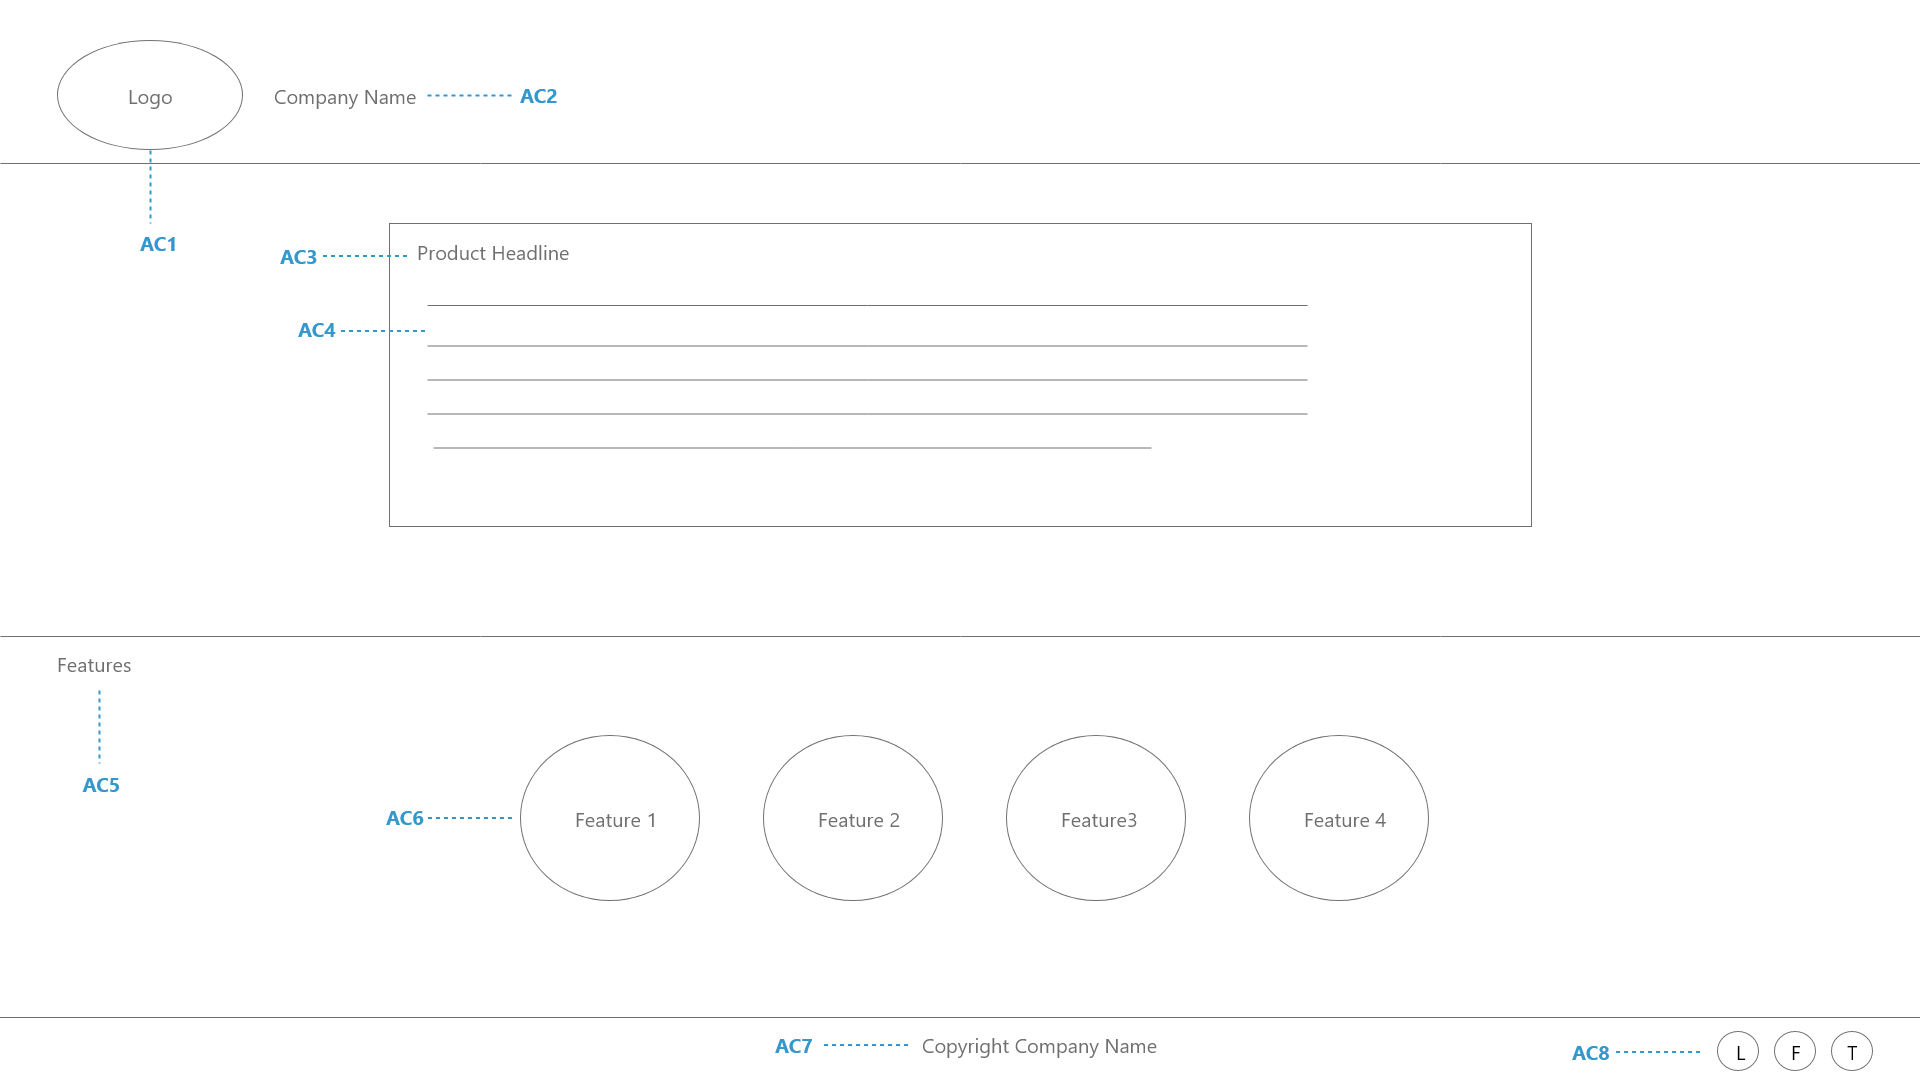 Logo
Company Name
AC2
AC1
AC3
Product Headline
AC4
Features
AC5
AC6
Feature 1
Feature 2
Feature3
Feature 4
AC7
Copyright Company Name
AC8
L
F
T